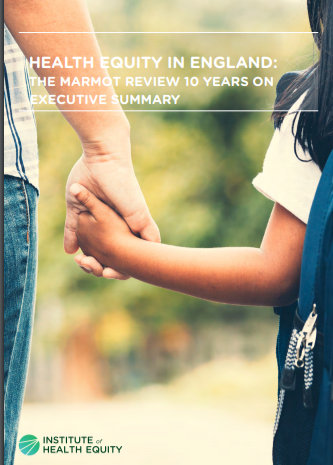 HEALTH EQUITY IN ENGLAND:
THE MARMOT REVIEW 10 YEARS ON
EXECUTIVE SUMMARY
INSTITUTE of
HEALTH EQUITY